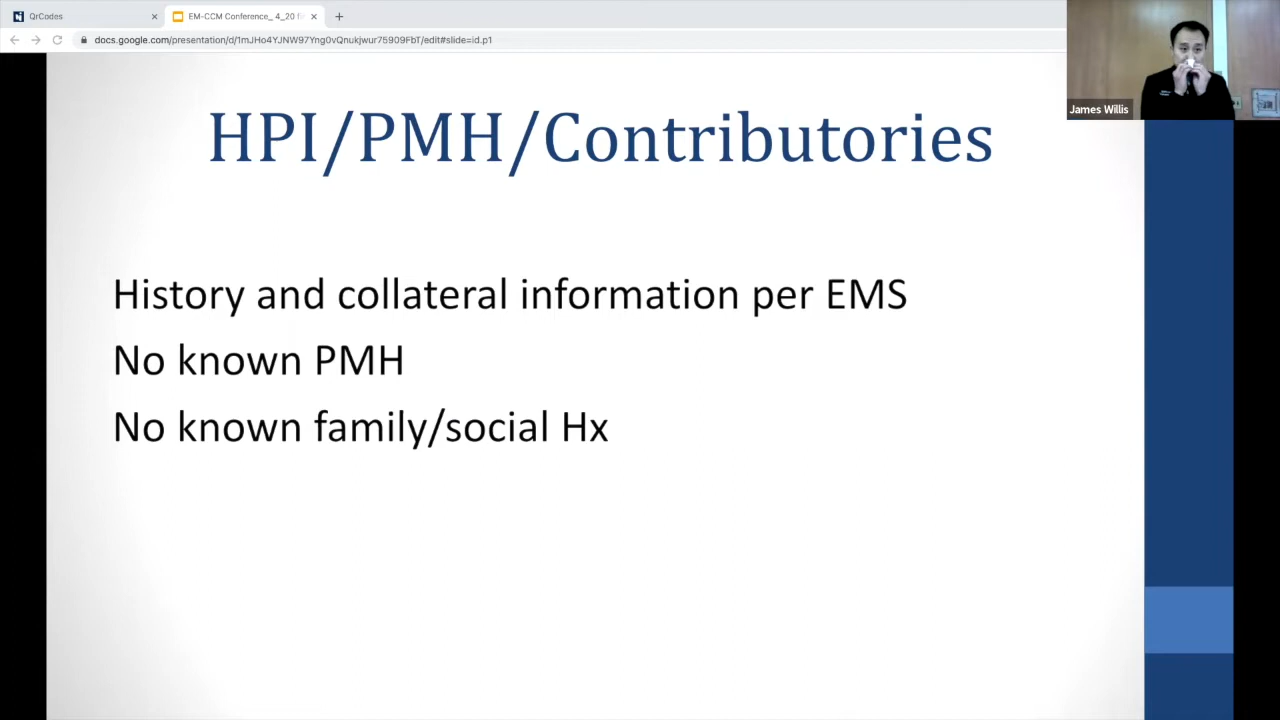 QrCodes
EM-CCM Conference_ 4_20 fi
docs.google.com/presentation/d/1mJHo4YJNW97Yng0vQnukjwur75909FbT/edit#slide=id.p1
James Willis
HPI/PMH/Contributories
History and collateral information per EMS
No known PMH
No known family/social Hx